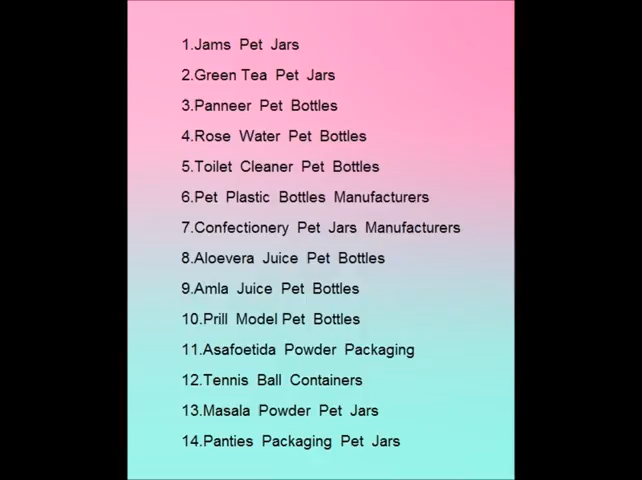 1.Jams Pet Jars
2.Green Tea Pet Jars
3.Panneer Pet Bottles
4.Rose Water Pet Bottles
5.Toilet Cleaner Pet Bottles
6.Pet Plastic Bottles Manufacturers
7.Confectionery Pet Jars Manufacturers
8.Aloevera Juice Pet Bottles
9.Amla Juice Pet Bottles
10.Prill Model Pet Bottles
11.Asafoetida Powder Packaging
12.Tennis Ball Containers
13.Masala Powder Pet Jars
14.Panties Packaging Pet Jars